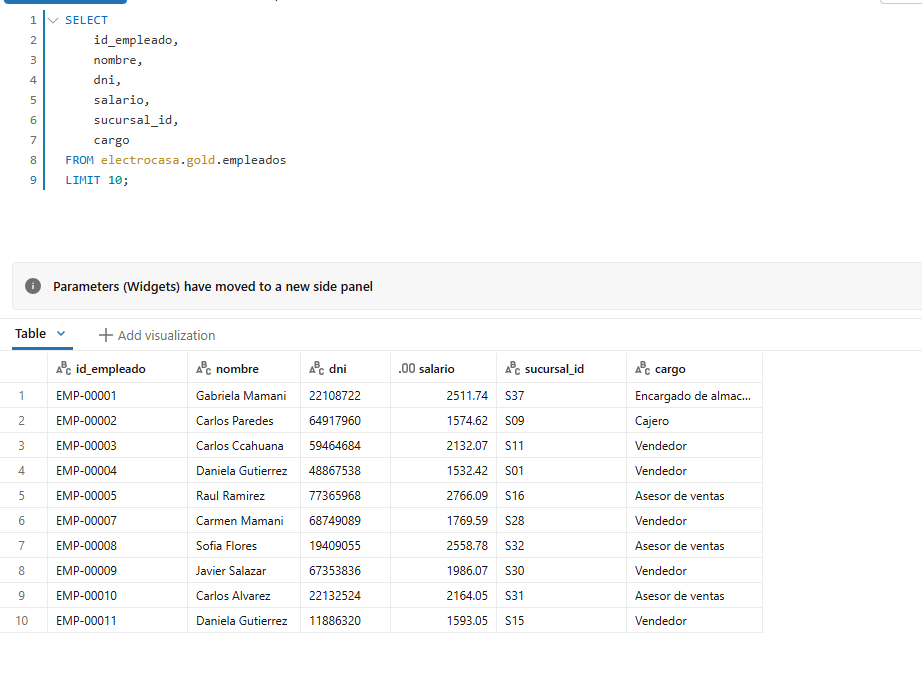 1 SELECT
2 id_empleado,
3 nombre,
4 dni,
5 salario,
6 sucursal_id,
7 cargo
8 FROM electrocasa.gold.empleados
9 LIMIT 10;
Parameters (Widgets) have moved to a new side panel
Table + Add visualization
id_empleado nombre dni .00 salario sucursal_id cargo
1 EMP-00001 Gabriela Mamani 22108722 2511.74 S37 Encargado de almac...
2 EMP-00002 Carlos Paredes 64917960 1574.62 S09 Cajero
3 EMP-00003 Carlos Ccahuana 59464684 2132.07 S11 Vendedor
4 EMP-00004 Daniela Gutierrez 48867538 1532.42 S01 Vendedor
5 EMP-00005 Raul Ramirez 77365968 2766.09 S16 Asesor de ventas
6 EMP-00007 Carmen Mamani 68749089 1769.59 S28 Vendedor
7 EMP-00008 Sofia Flores 19409055 2558.78 S32 Asesor de ventas
8 EMP-00009 Javier Salazar 67353836 1986.07 S30 Vendedor
9 EMP-00010 Carlos Alvarez 22132524 2164.05 S31 Asesor de ventas
10 EMP-00011 Daniela Gutierrez 11886320 1593.05 S15 Vendedor